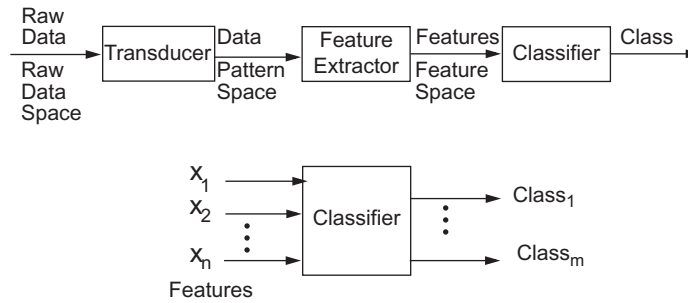 Raw
Data
Raw
Data
Space
Transducer
Data
Pattern
Space
Feature
Extractor
Features
Feature
Space
Classifier
Class
x1
x2
xn
Features
Classifier
Class1
Classm